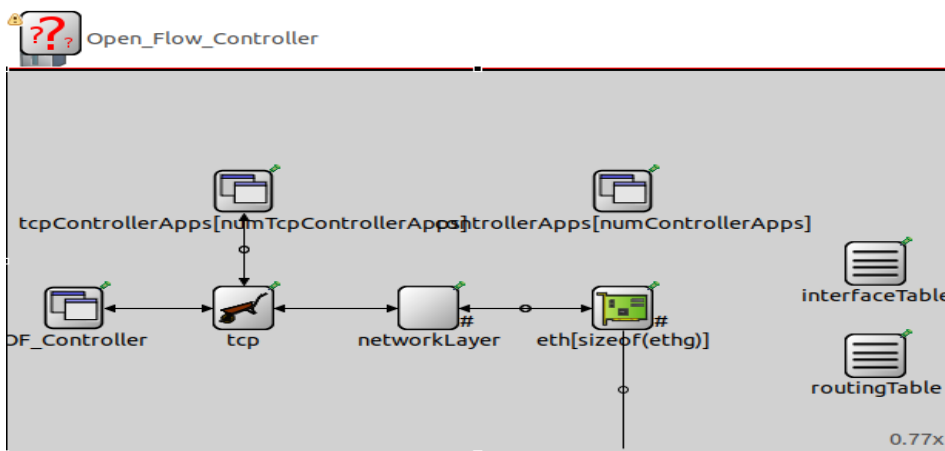 ???
Open_Flow_Controller
tcpControllerApps[numTcpControllerApps]
controllerApps[numControllerApps]
interfaceTable
OF_Controller
tcp
networkLayer
#
eth[sizeof(ethg)]
#
routingTable
0.77x